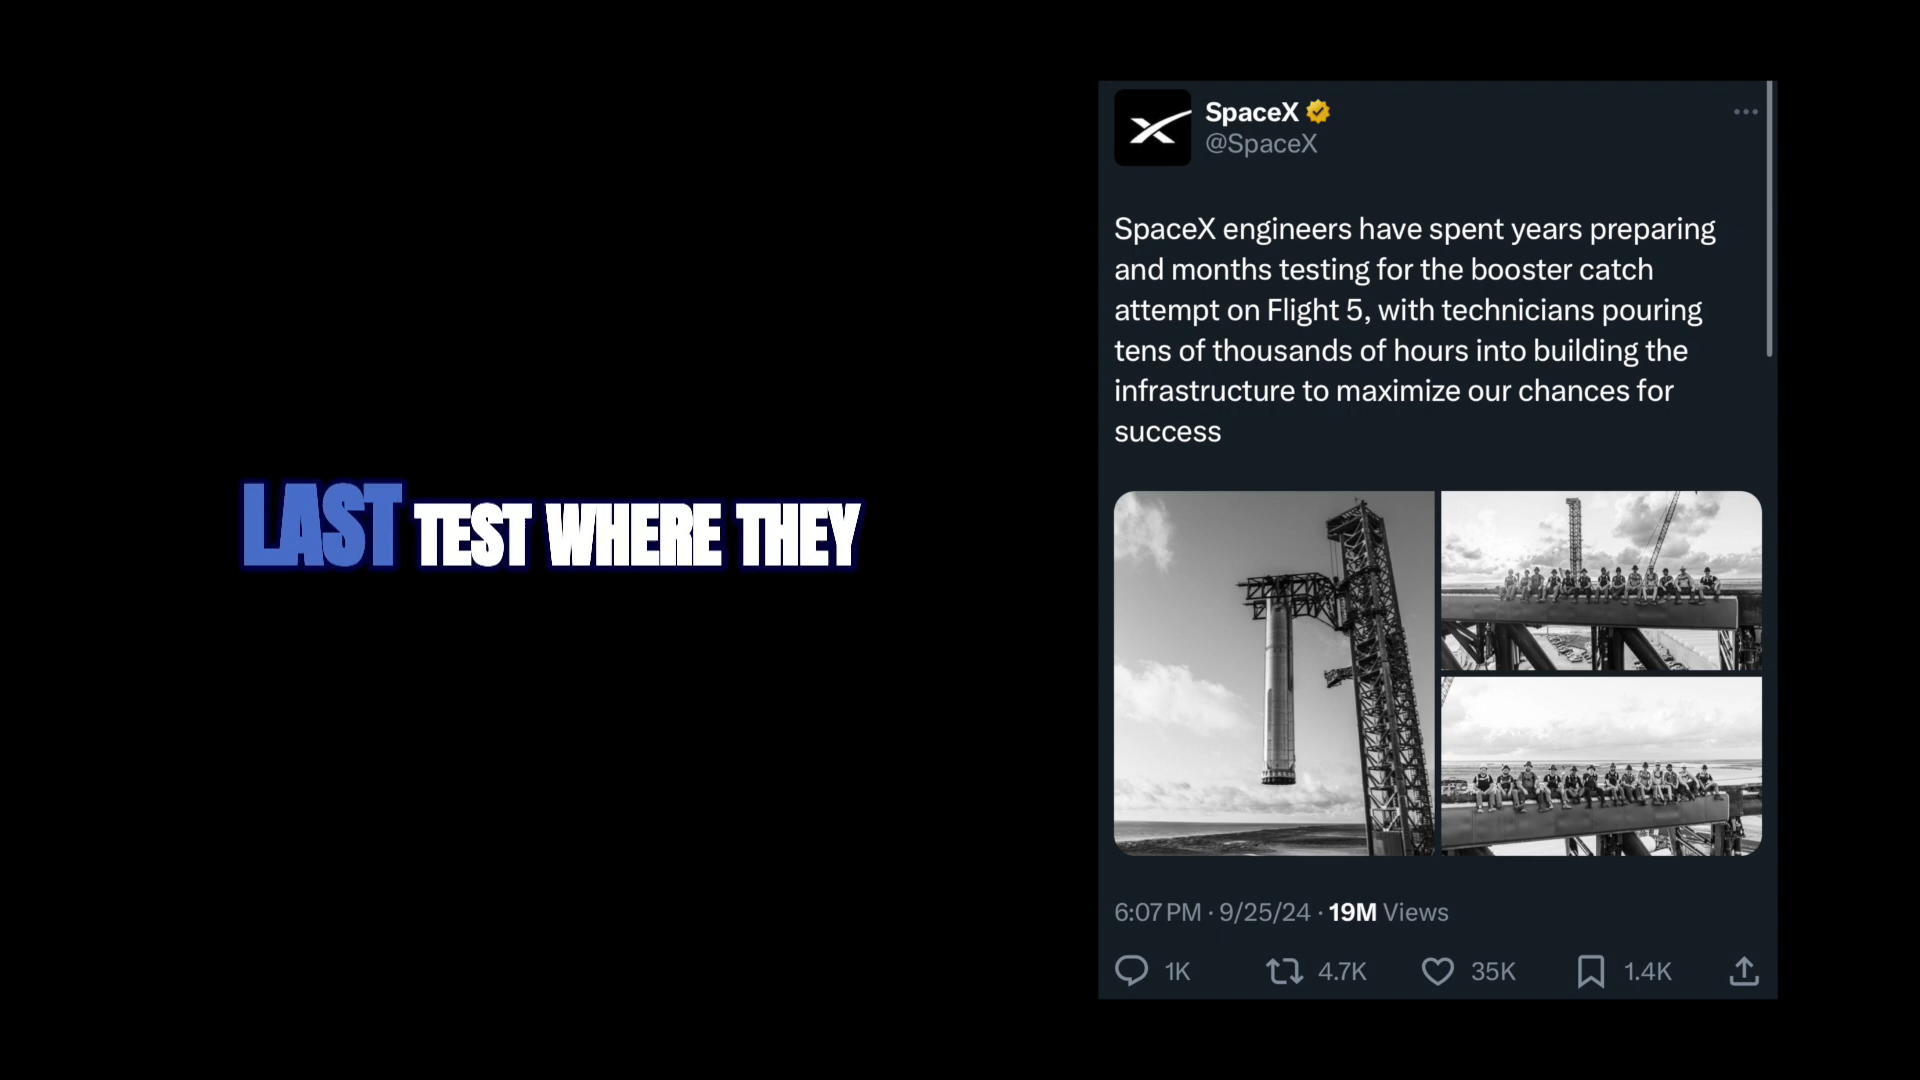 LAST TEST WHERE THEY
SpaceX
@SpaceX
SpaceX engineers have spent years preparing
and months testing for the booster catch
attempt on Flight 5, with technicians pouring
tens of thousands of hours into building the
infrastructure to maximize our chances for
success
6:07 PM · 9/25/24 · 19M Views
1K 4.7K 35K 1.4K